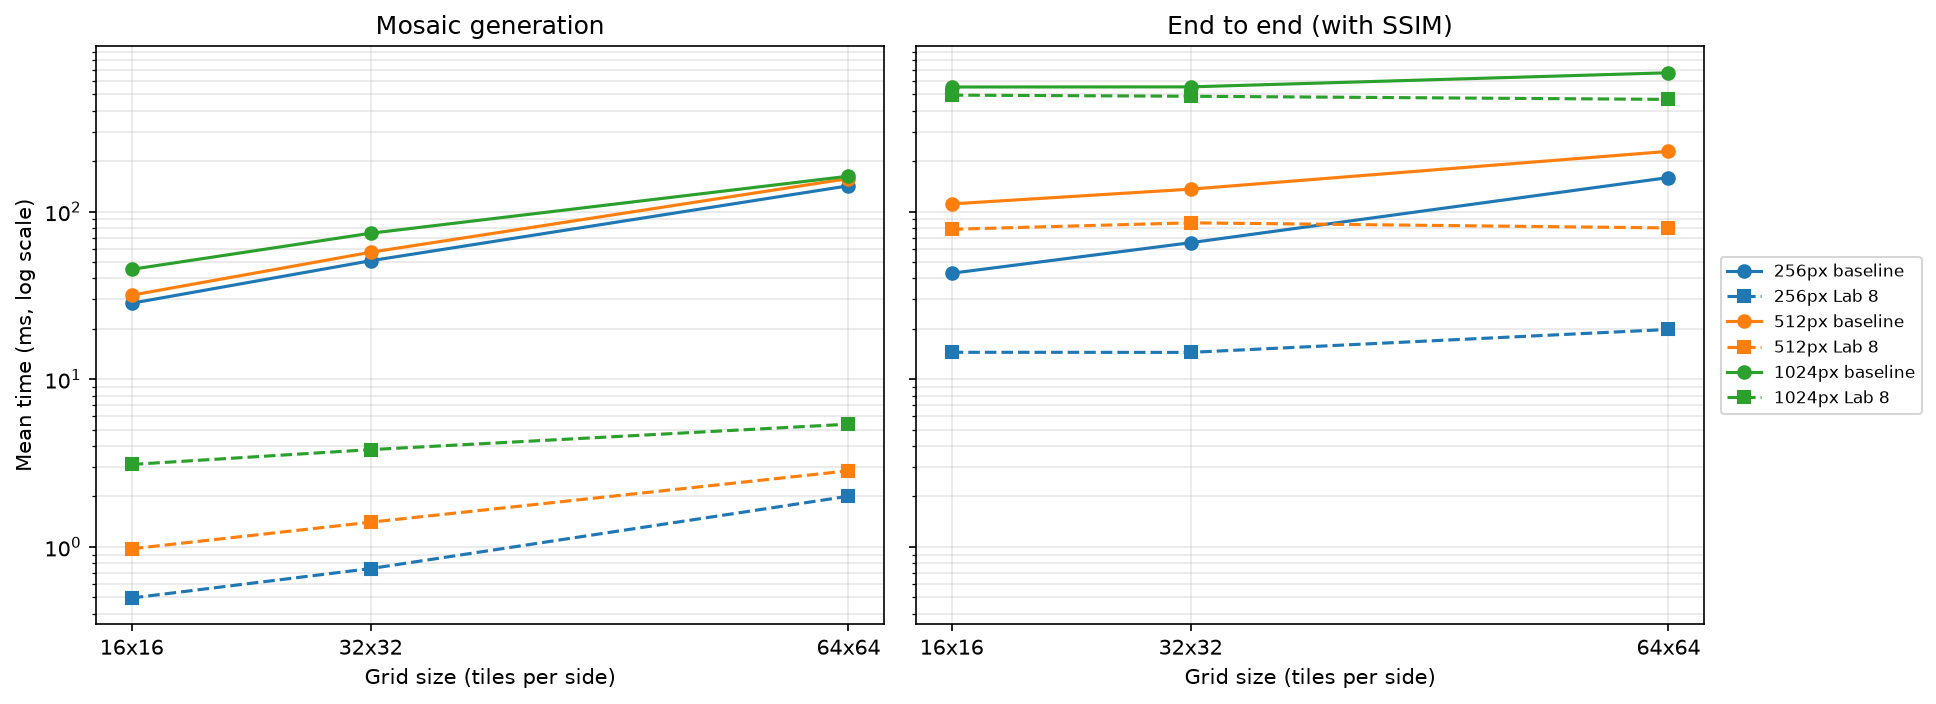 Mosaic generation
End to end (with SSIM)
Mean time (ms, log scale)
10²
10¹
10⁰
16x16
32x32
64x64
16x16
32x32
64x64
Grid size (tiles per side)
Grid size (tiles per side)
256px baseline
256px Lab 8
512px baseline
512px Lab 8
1024px baseline
1024px Lab 8